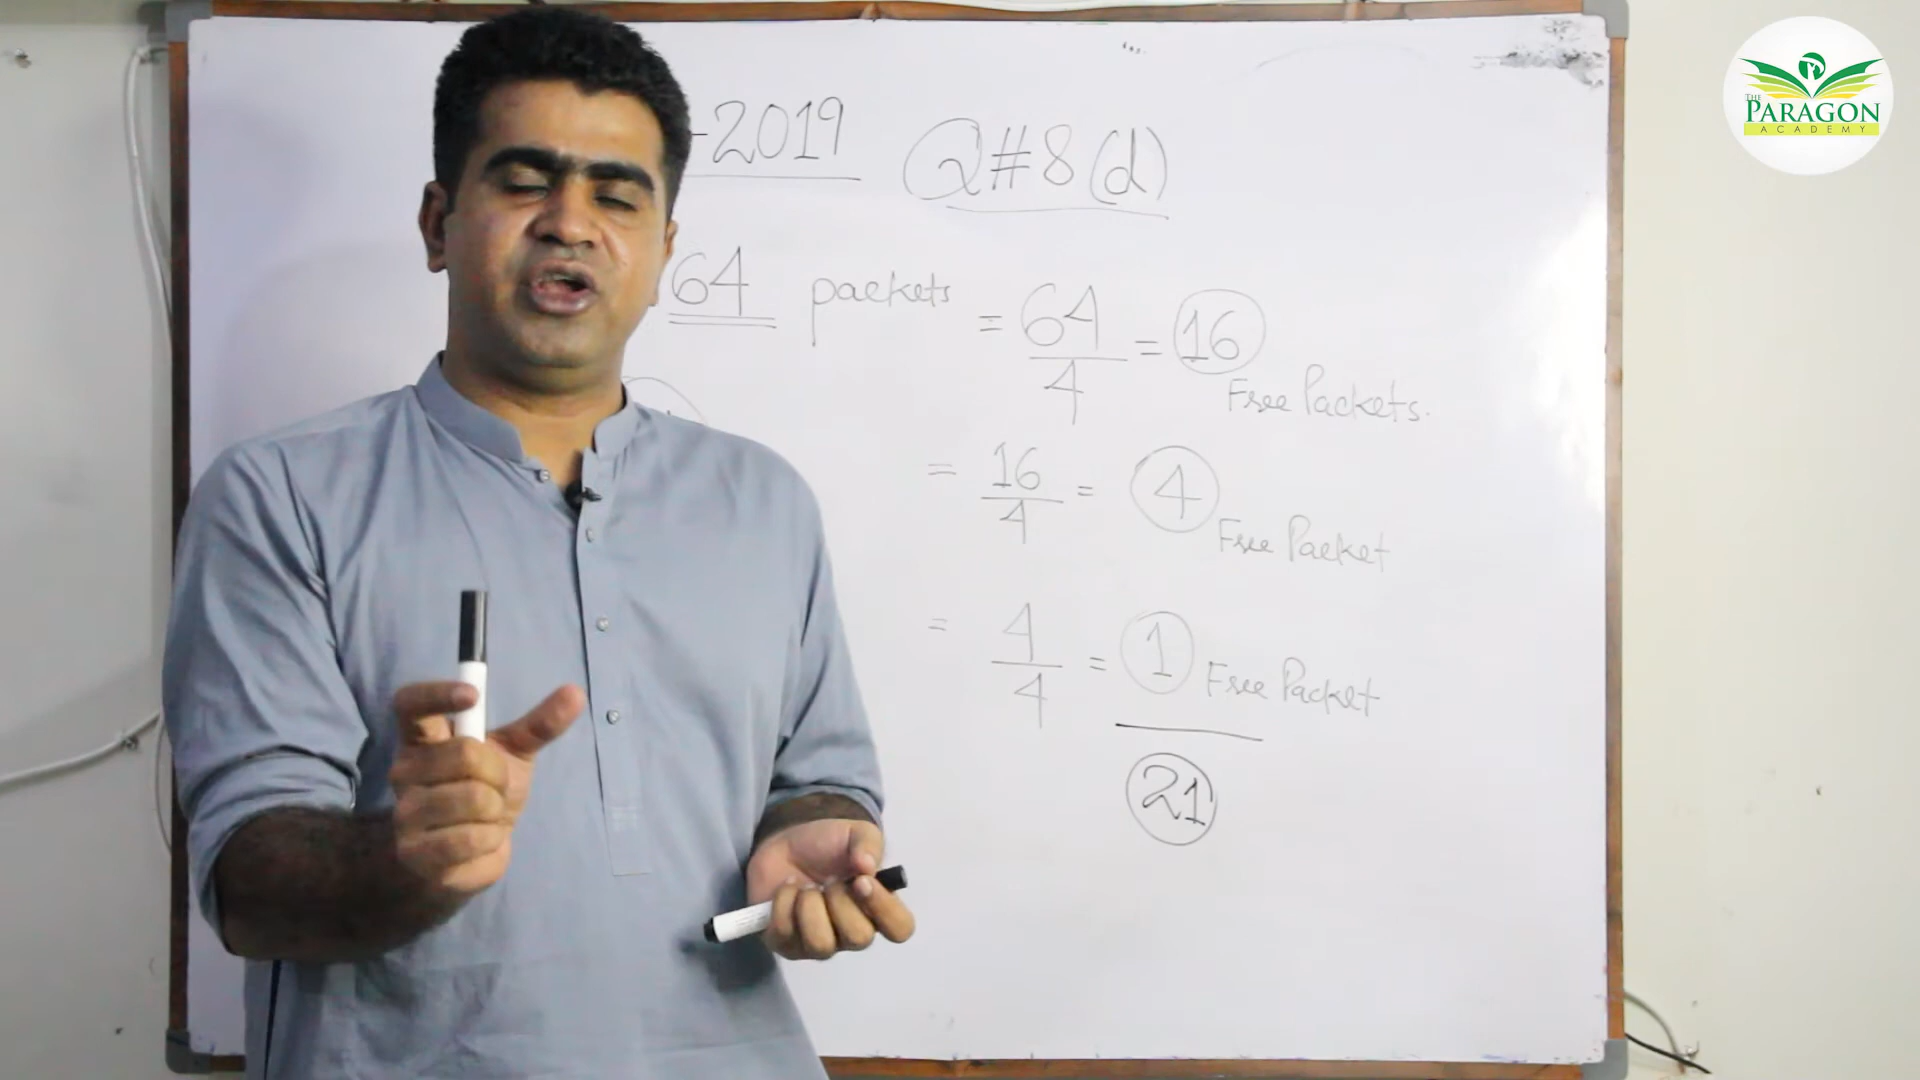 THE
PARAGON
ACADEMY
-2019 Q#8(d)
64 packets = 64/4 = 16
Free Packets.
= 16/4 = 4
Free Packet
= 4/4 = 1 Free Packet
21